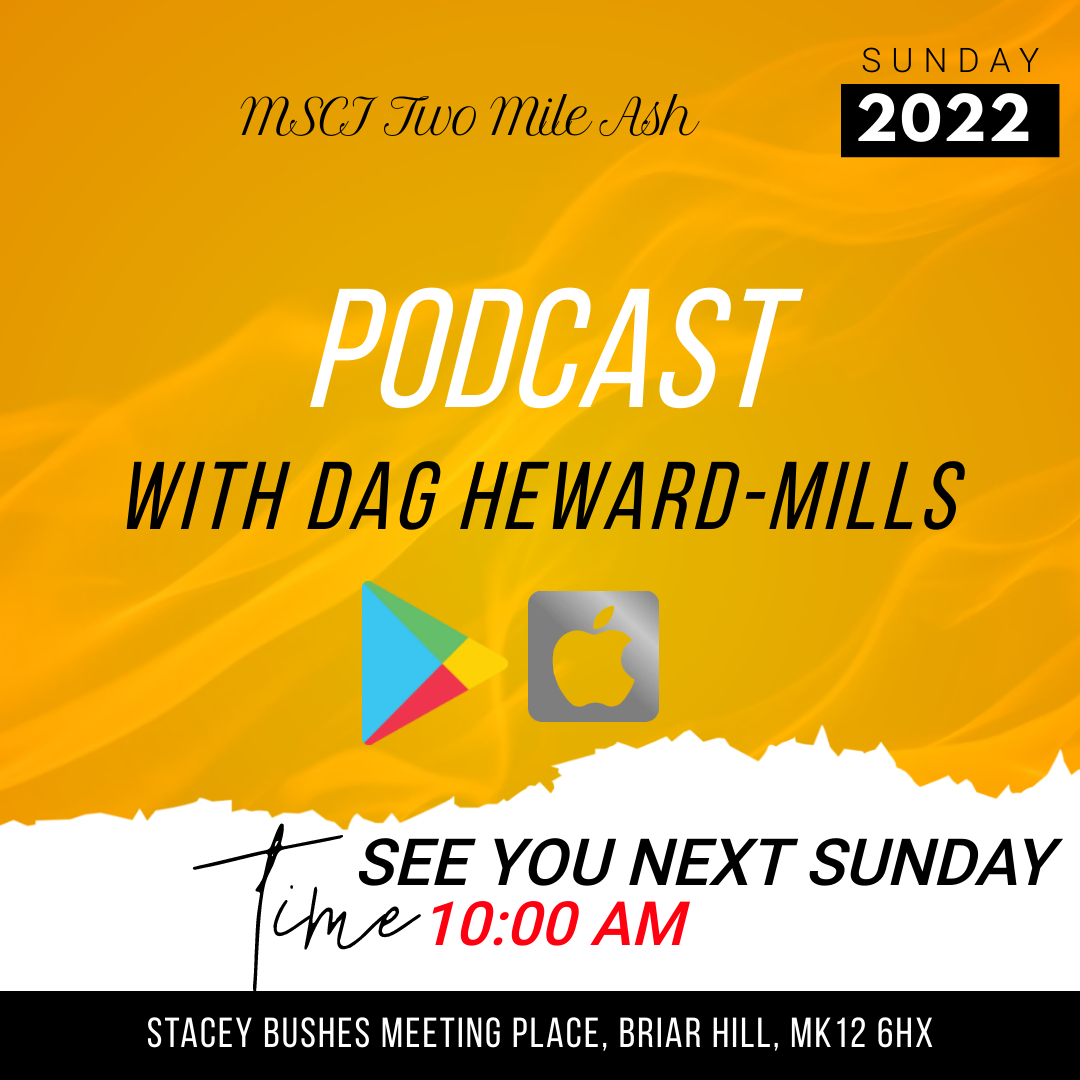 SUNDAY
2022
MSCI Two Mile Ash
PODCAST
WITH DAG HEWARD-MILLS
SEE YOU NEXT SUNDAY
Time 10:00 AM
STACEY BUSHES MEETING PLACE, BRIAR HILL, MK12 6HX